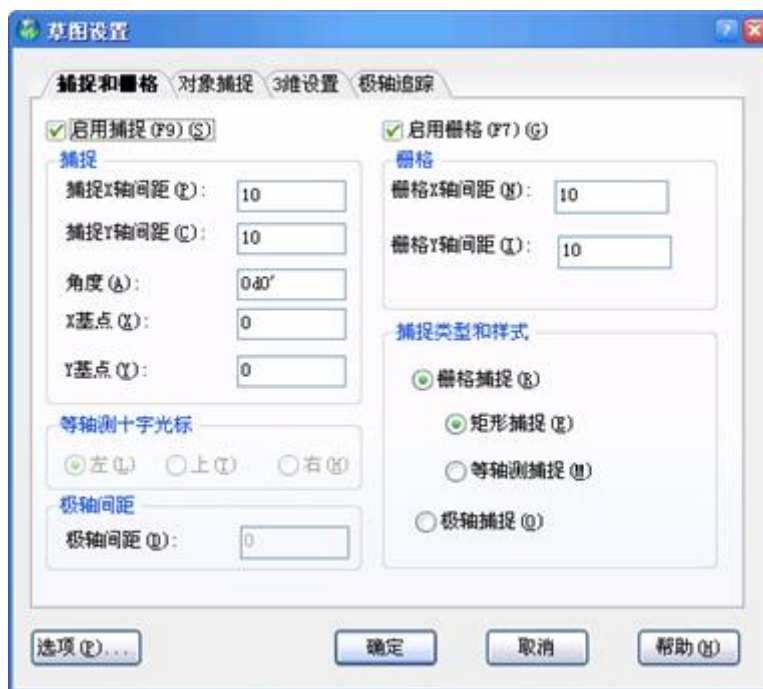 草图设置
捕捉和■格 对象捕捉 3维设置 极轴追踪
启用捕捉(F9)(S)
捕捉
捕捉X轴间距(P): 10
捕捉Y轴间距(C): 10
角度(A): 0d0'
X基点(X): 0
Y基点(Y): 0
等轴测十字光标
左(L) 上(T) 右(H)
极轴间距
极轴间距(D): 0
启用栅格(F7)(G)
栅格
栅格X轴间距(N): 10
栅格Y轴间距(I): 10
捕捉类型和样式
栅格捕捉(R)
矩形捕捉(E)
等轴测捕捉(M)
极轴捕捉(O)
选项(P)... 确定 取消 帮助(H)